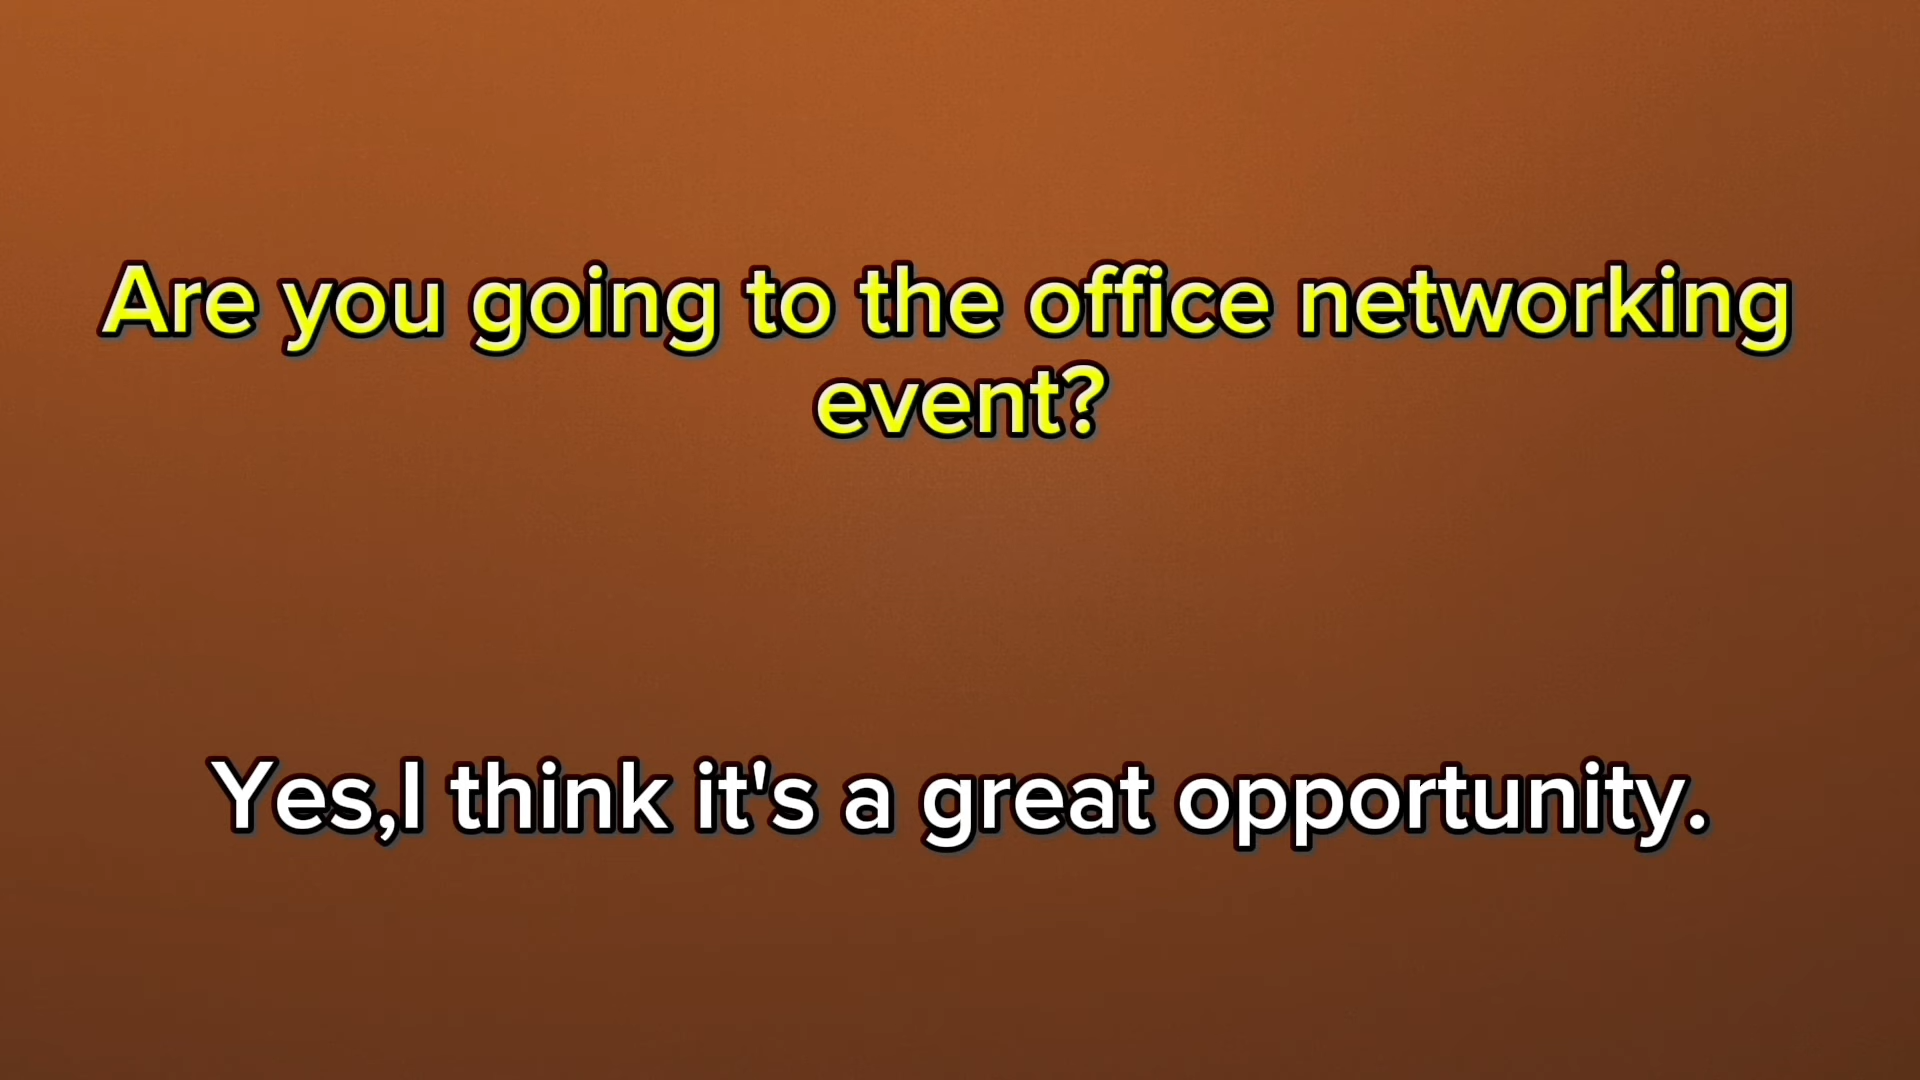 Are you going to the office networking
event?
Yes,I think it's a great opportunity.